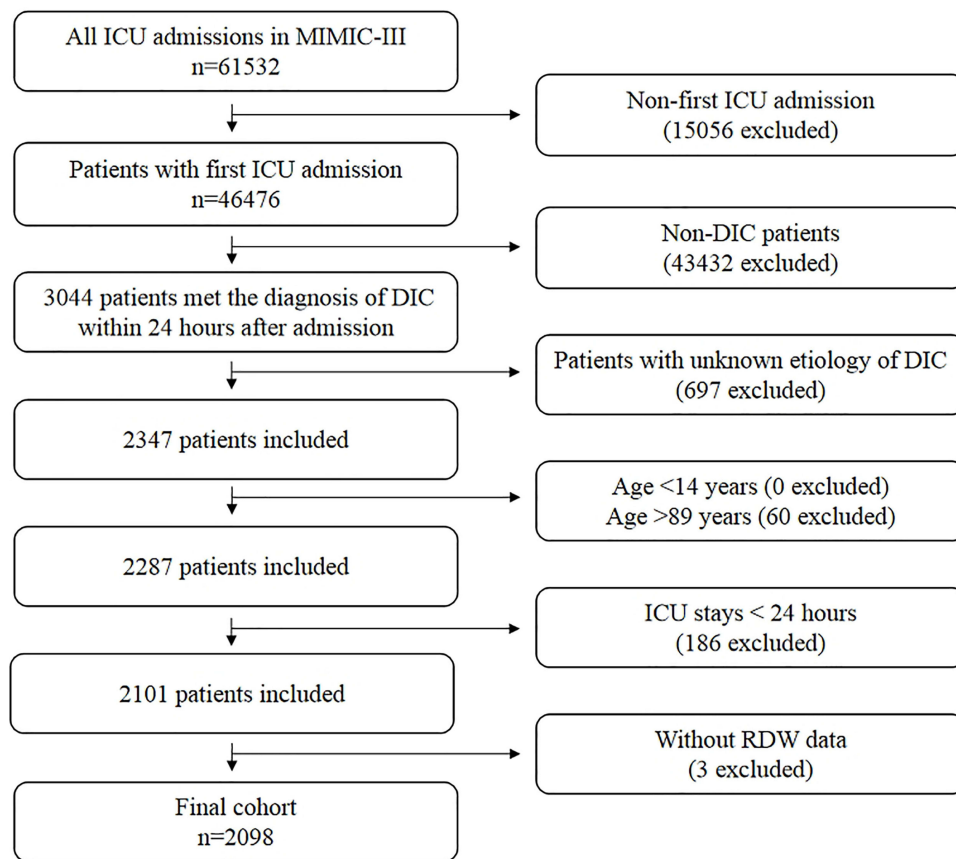 All ICU admissions in MIMIC-III
n=61532
Non-first ICU admission
(15056 excluded)
Patients with first ICU admission
n=46476
Non-DIC patients
(43432 excluded)
3044 patients met the diagnosis of DIC
within 24 hours after admission
Patients with unknown etiology of DIC
(697 excluded)
2347 patients included
Age <14 years (0 excluded)
Age >89 years (60 excluded)
2287 patients included
ICU stays < 24 hours
(186 excluded)
2101 patients included
Without RDW data
(3 excluded)
Final cohort
n=2098